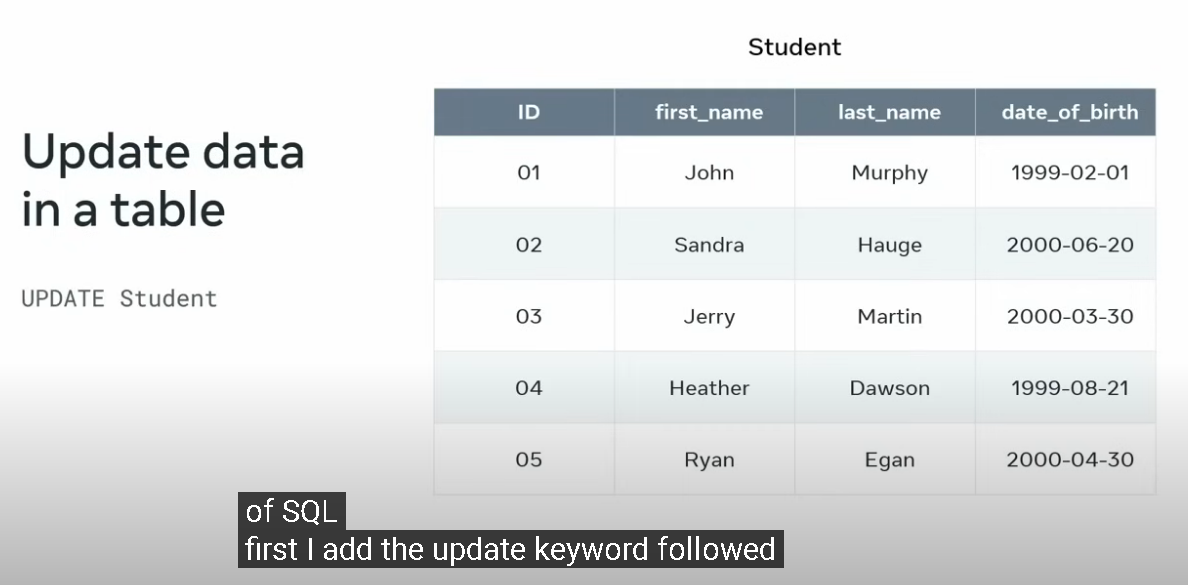 Update data
in a table
UPDATE Student
Student
ID first_name last_name date_of_birth
01 John Murphy 1999-02-01
02 Sandra Hauge 2000-06-20
03 Jerry Martin 2000-03-30
04 Heather Dawson 1999-08-21
05 Ryan Egan 2000-04-30
of SQL
first I add the update keyword followed